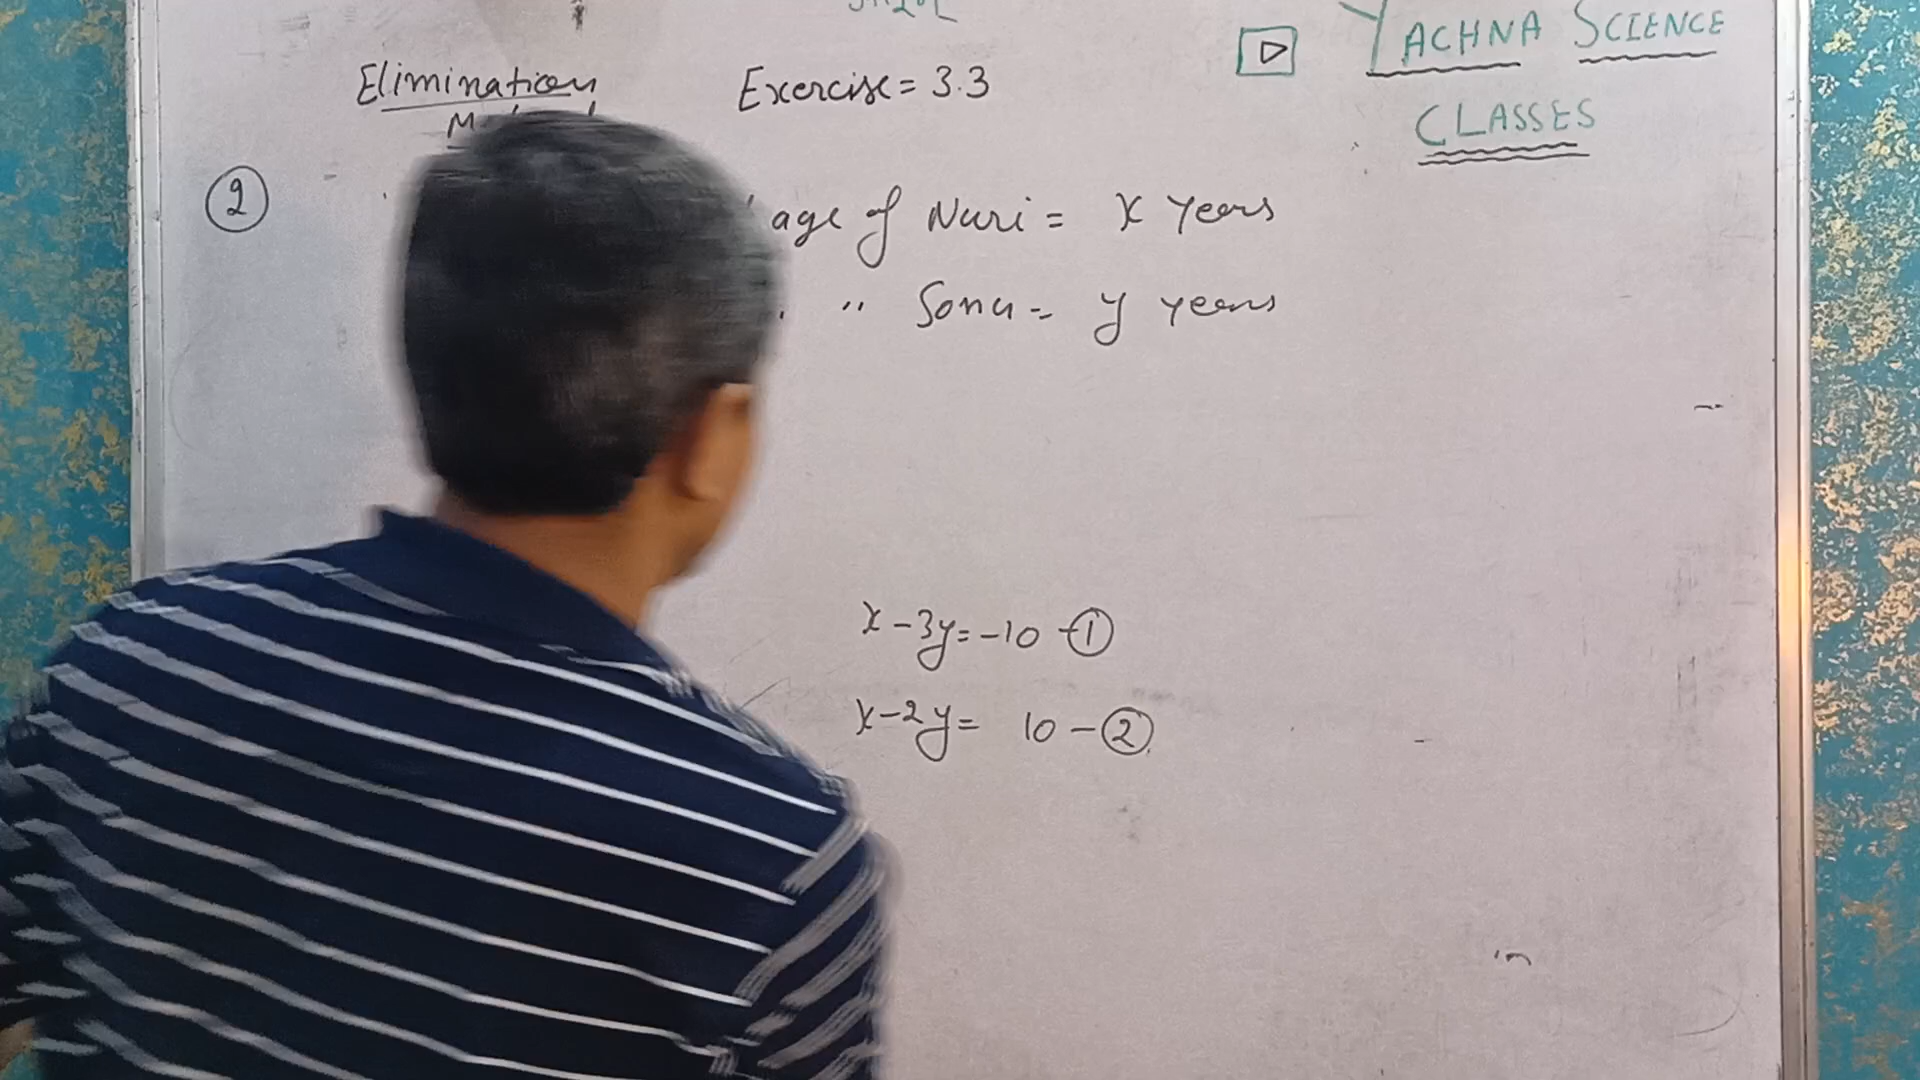 YACHNA SCIENCE
CLASSES
Elimination
Exercise = 3.3
2
age of Nuri = x years
" Sonu = y years
x-3y=-10 -1
x-2y= 10 -2